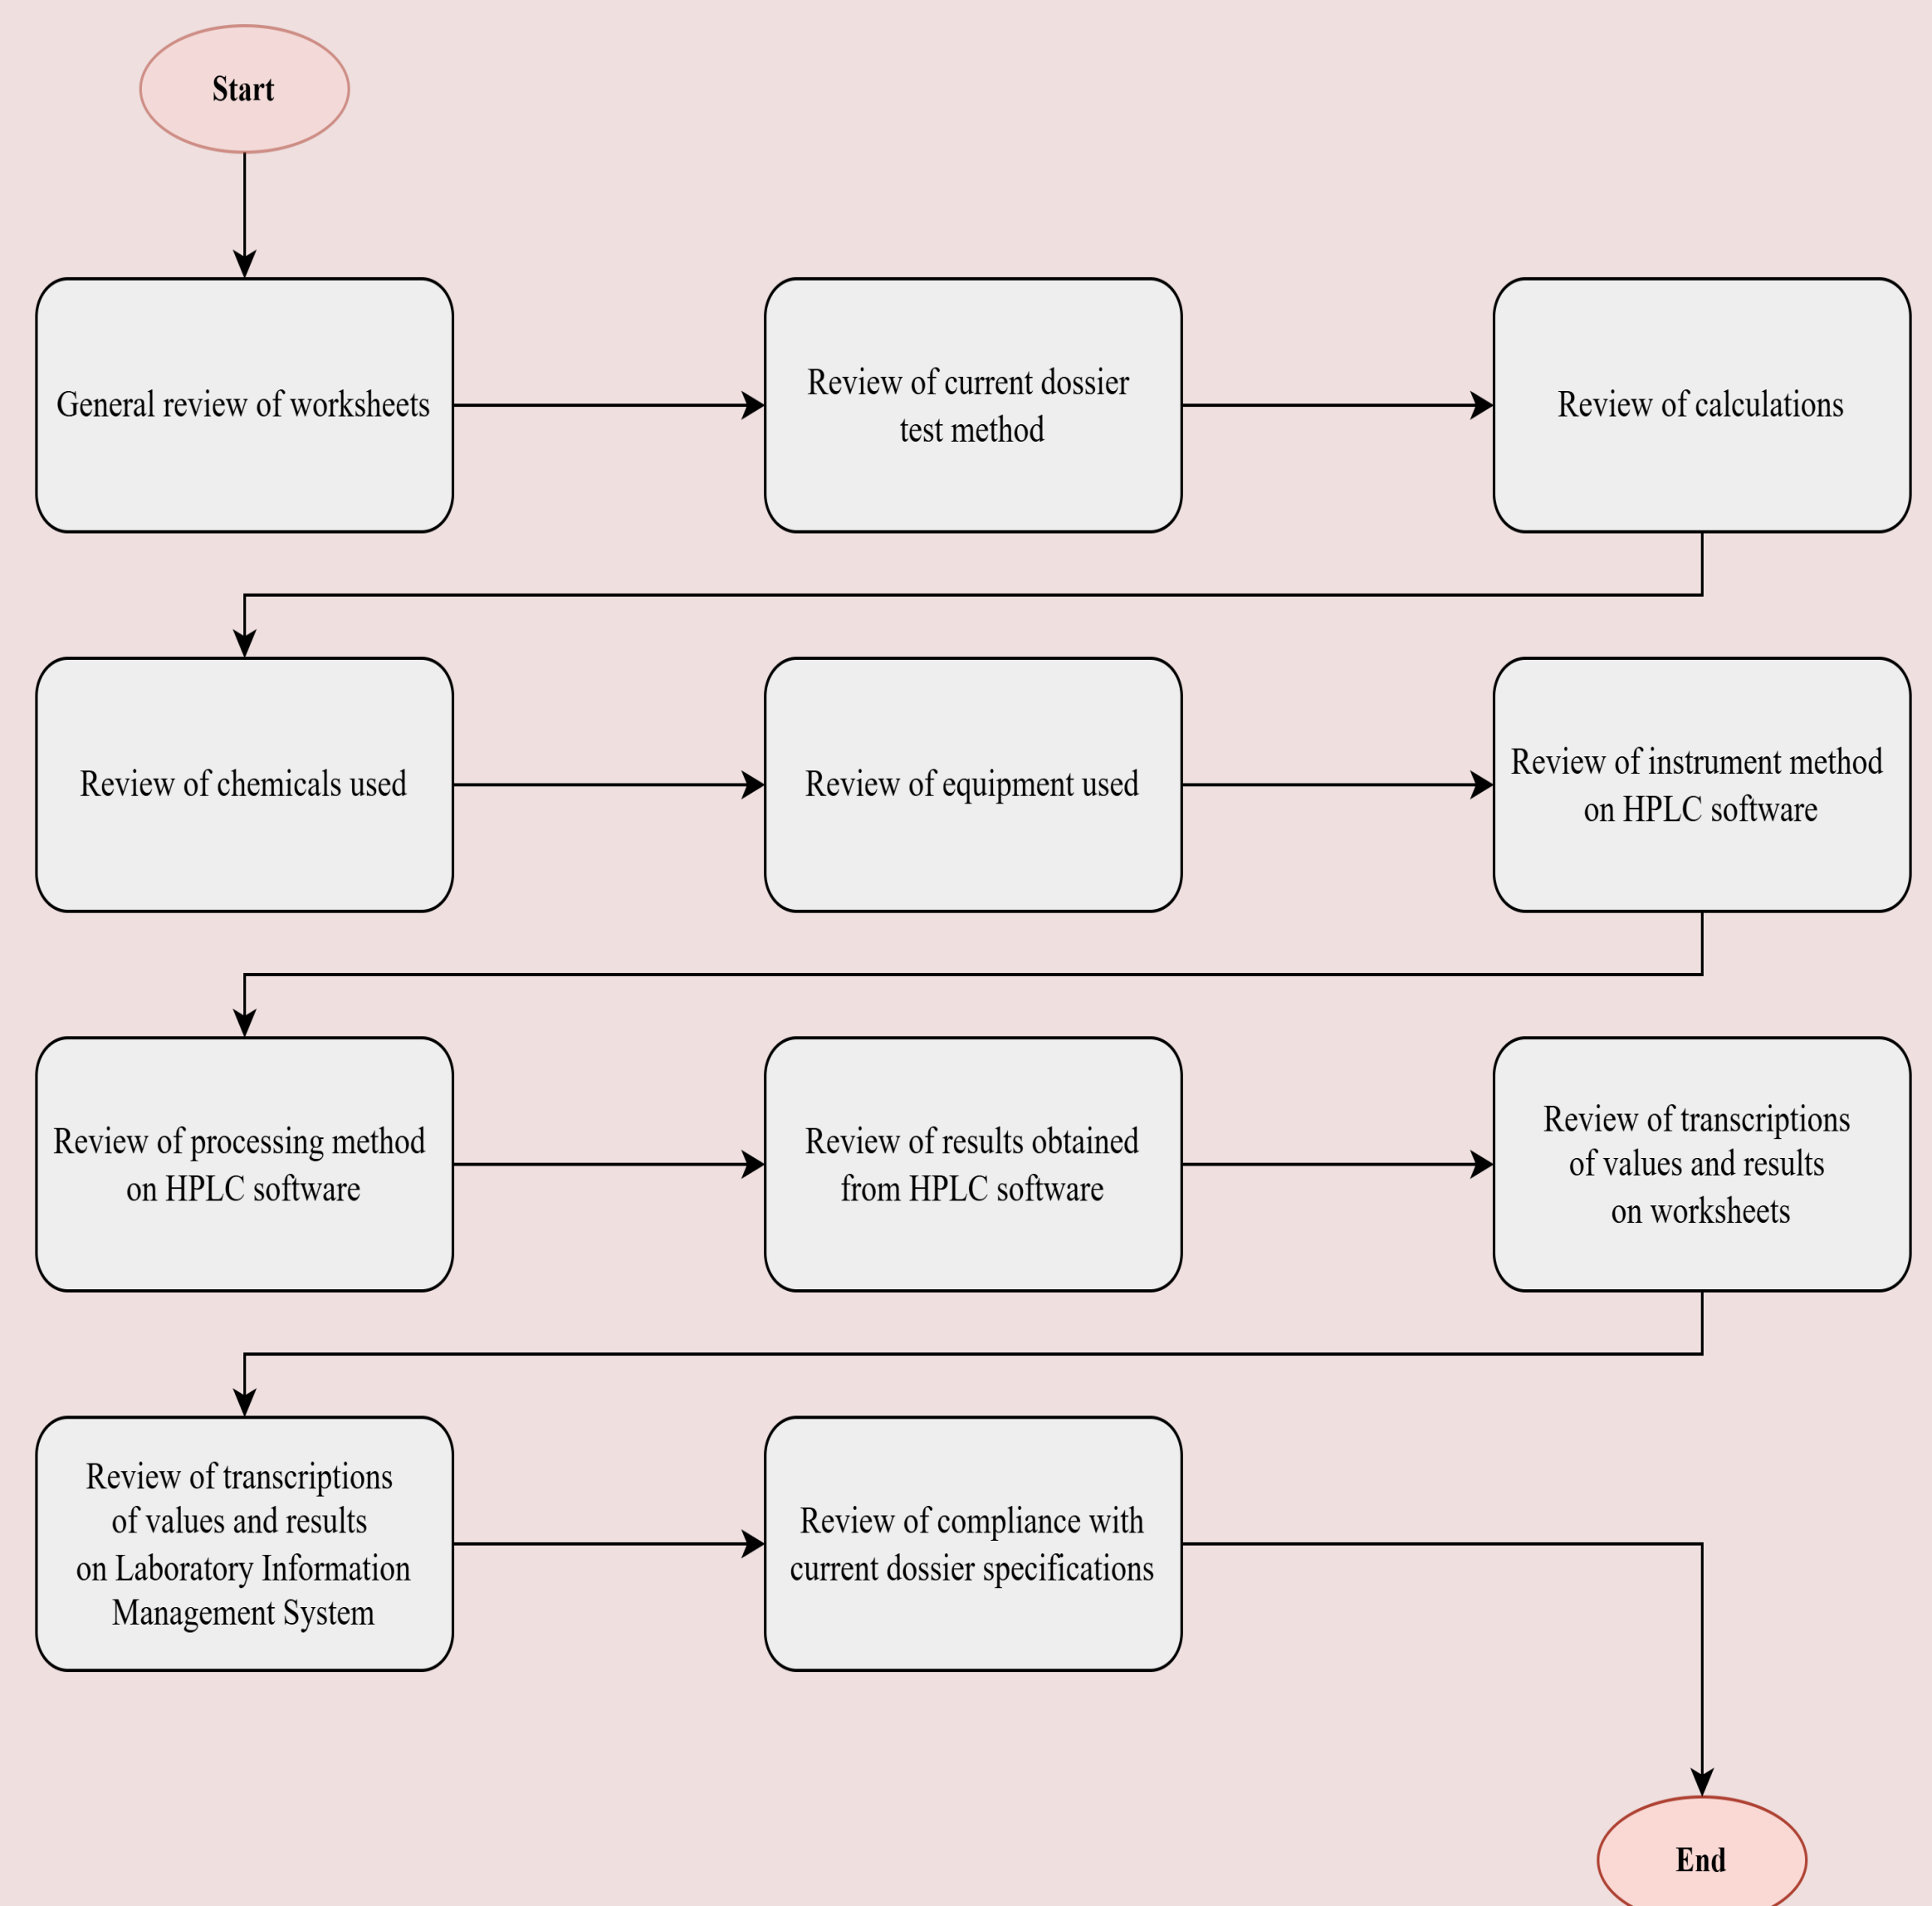 Start
General review of worksheets
Review of current dossier
test method
Review of calculations
Review of chemicals used
Review of equipment used
Review of instrument method
on HPLC software
Review of processing method
on HPLC software
Review of results obtained
from HPLC software
Review of transcriptions
of values and results
on worksheets
Review of transcriptions
of values and results
on Laboratory Information
Management System
Review of compliance with
current dossier specifications
End